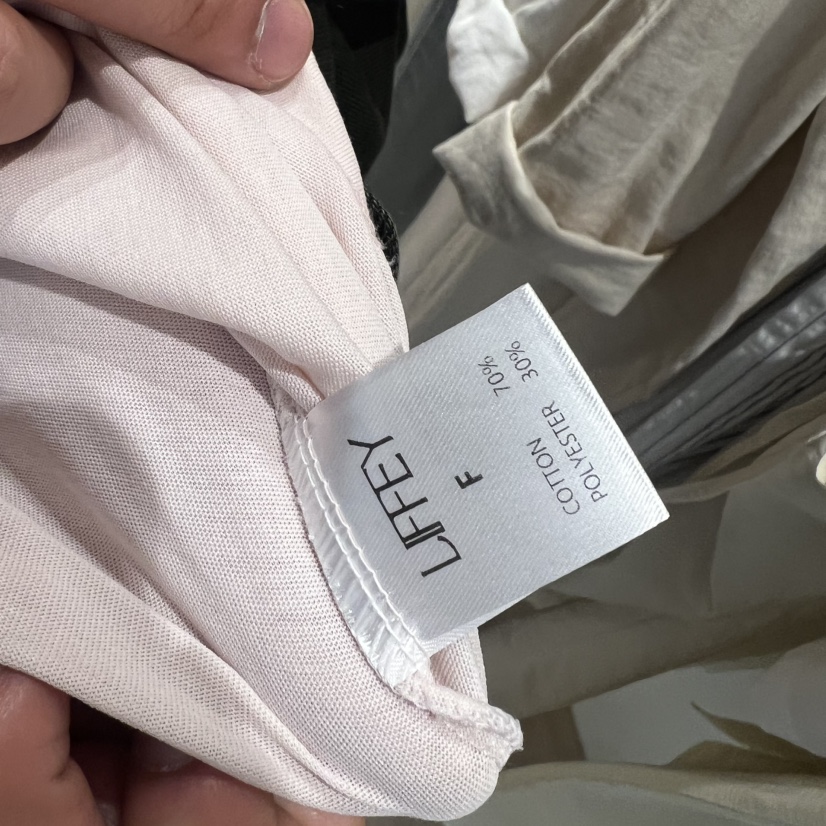 LIFFEY
F
COTTON 70%
POLYESTER 30%